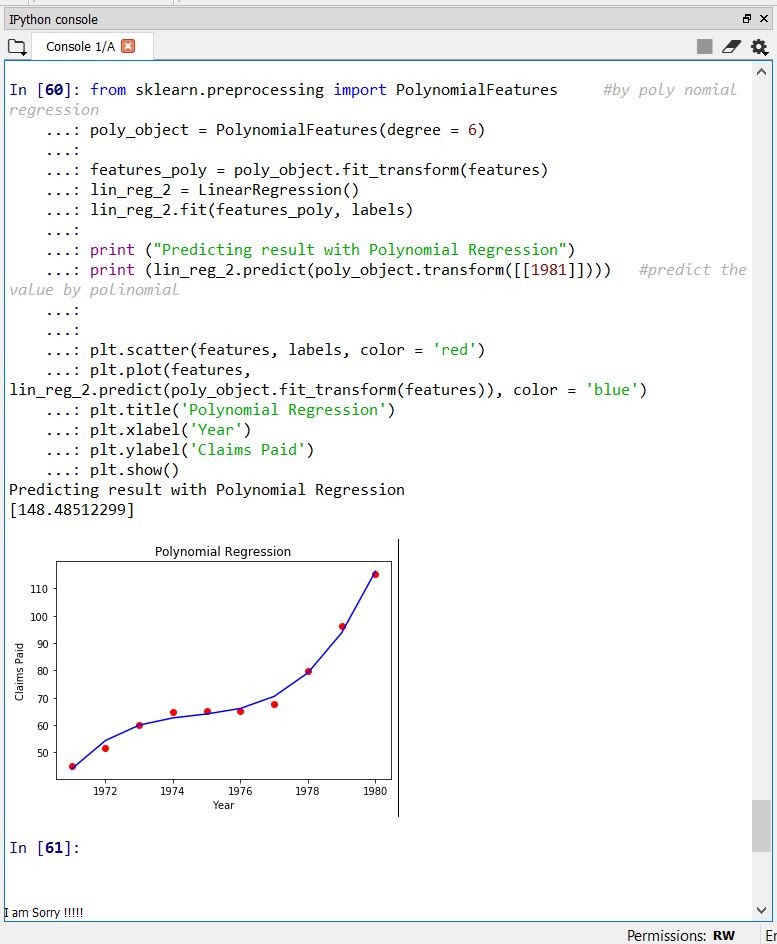 IPython console
Console 1/A
In [60]: from sklearn.preprocessing import PolynomialFeatures     #by poly nomial
regression
    ...: poly_object = PolynomialFeatures(degree = 6)
    ...:
    ...: features_poly = poly_object.fit_transform(features)
    ...: lin_reg_2 = LinearRegression()
    ...: lin_reg_2.fit(features_poly, labels)
    ...:
    ...: print ("Predicting result with Polynomial Regression")
    ...: print (lin_reg_2.predict(poly_object.transform([[1981]])))   #predict the
value by polinomial
    ...:
    ...:
    ...: plt.scatter(features, labels, color = 'red')
    ...: plt.plot(features,
lin_reg_2.predict(poly_object.fit_transform(features)), color = 'blue')
    ...: plt.title('Polynomial Regression')
    ...: plt.xlabel('Year')
    ...: plt.ylabel('Claims Paid')
    ...: plt.show()
Predicting result with Polynomial Regression
[148.48512299]
Polynomial Regression
110
100
90
80
70
60
50
Claims Paid
1972 1974 1976 1978 1980
Year
In [61]:
I am Sorry !!!!!
Permissions: RW